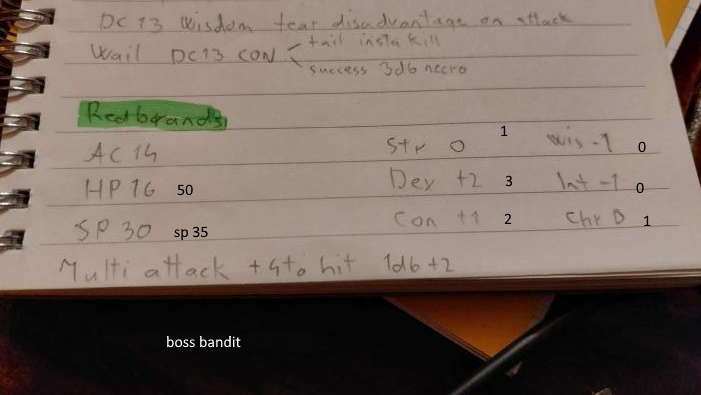 DC 13 Wisdom fear disadvantage on attack
Wail DC13 CON
fail insta kill
success 3d6 necro
Redbrands
AC 14 Str 0 1 Wis -1 0
HP 16 50 Dex +2 3 Int -1 0
SP 30 sp 35 Con +1 2 Chr 0 1
Multi attack +4 to hit 1d6+2
boss bandit